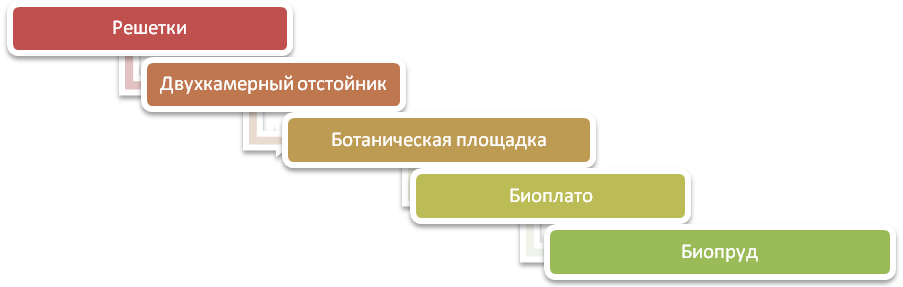 Решетки
Двухкамерный отстойник
Ботаническая площадка
Биоплато
Биопруд